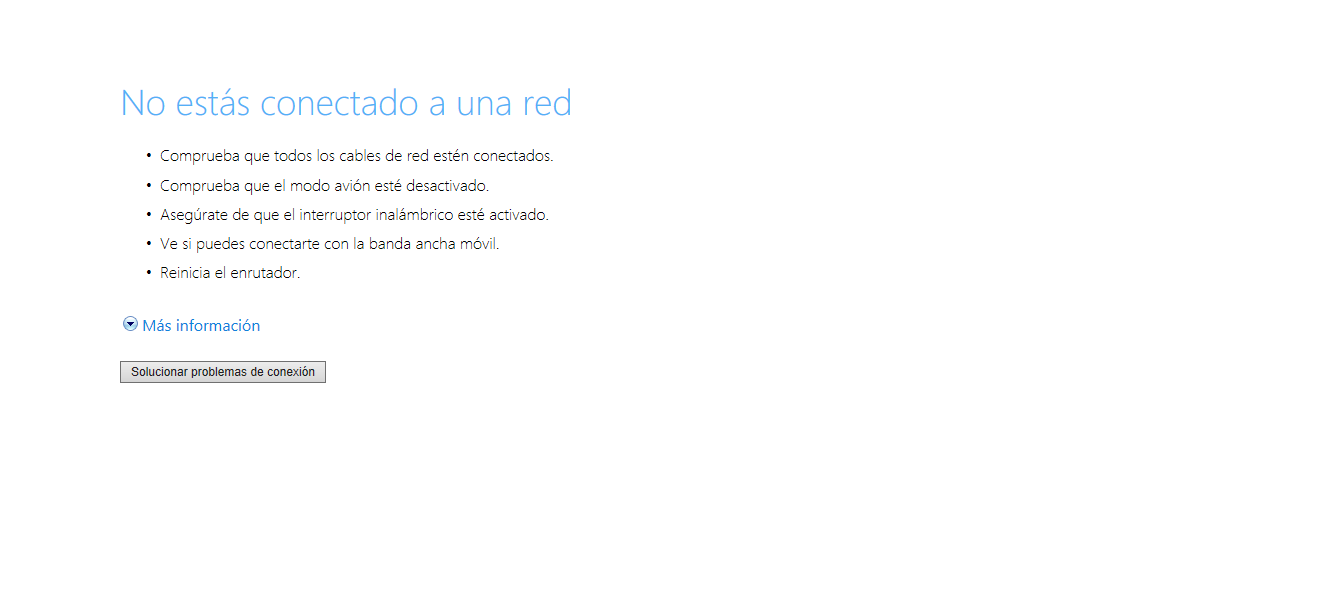 No estás conectado a una red
• Comprueba que todos los cables de red estén conectados.
• Comprueba que el modo avión esté desactivado.
• Asegúrate de que el interruptor inalámbrico esté activado.
• Ve si puedes conectarte con la banda ancha móvil.
• Reinicia el enrutador.
Más información
Solucionar problemas de conexión